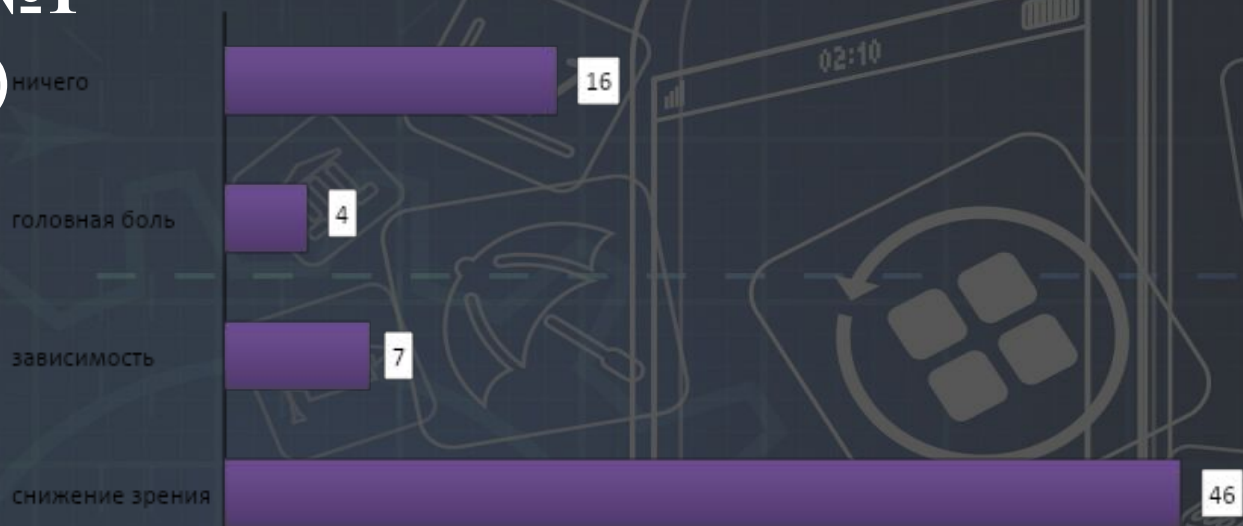 №1
ничего
16
02:10
головная боль
4
зависимость
7
снижение зрения
46